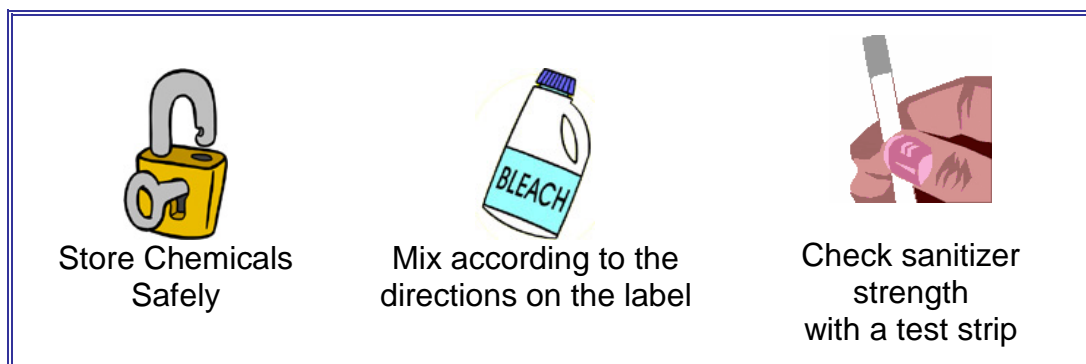 BLEACH
Store Chemicals
Safely
Mix according to the
directions on the label
Check sanitizer
strength
with a test strip